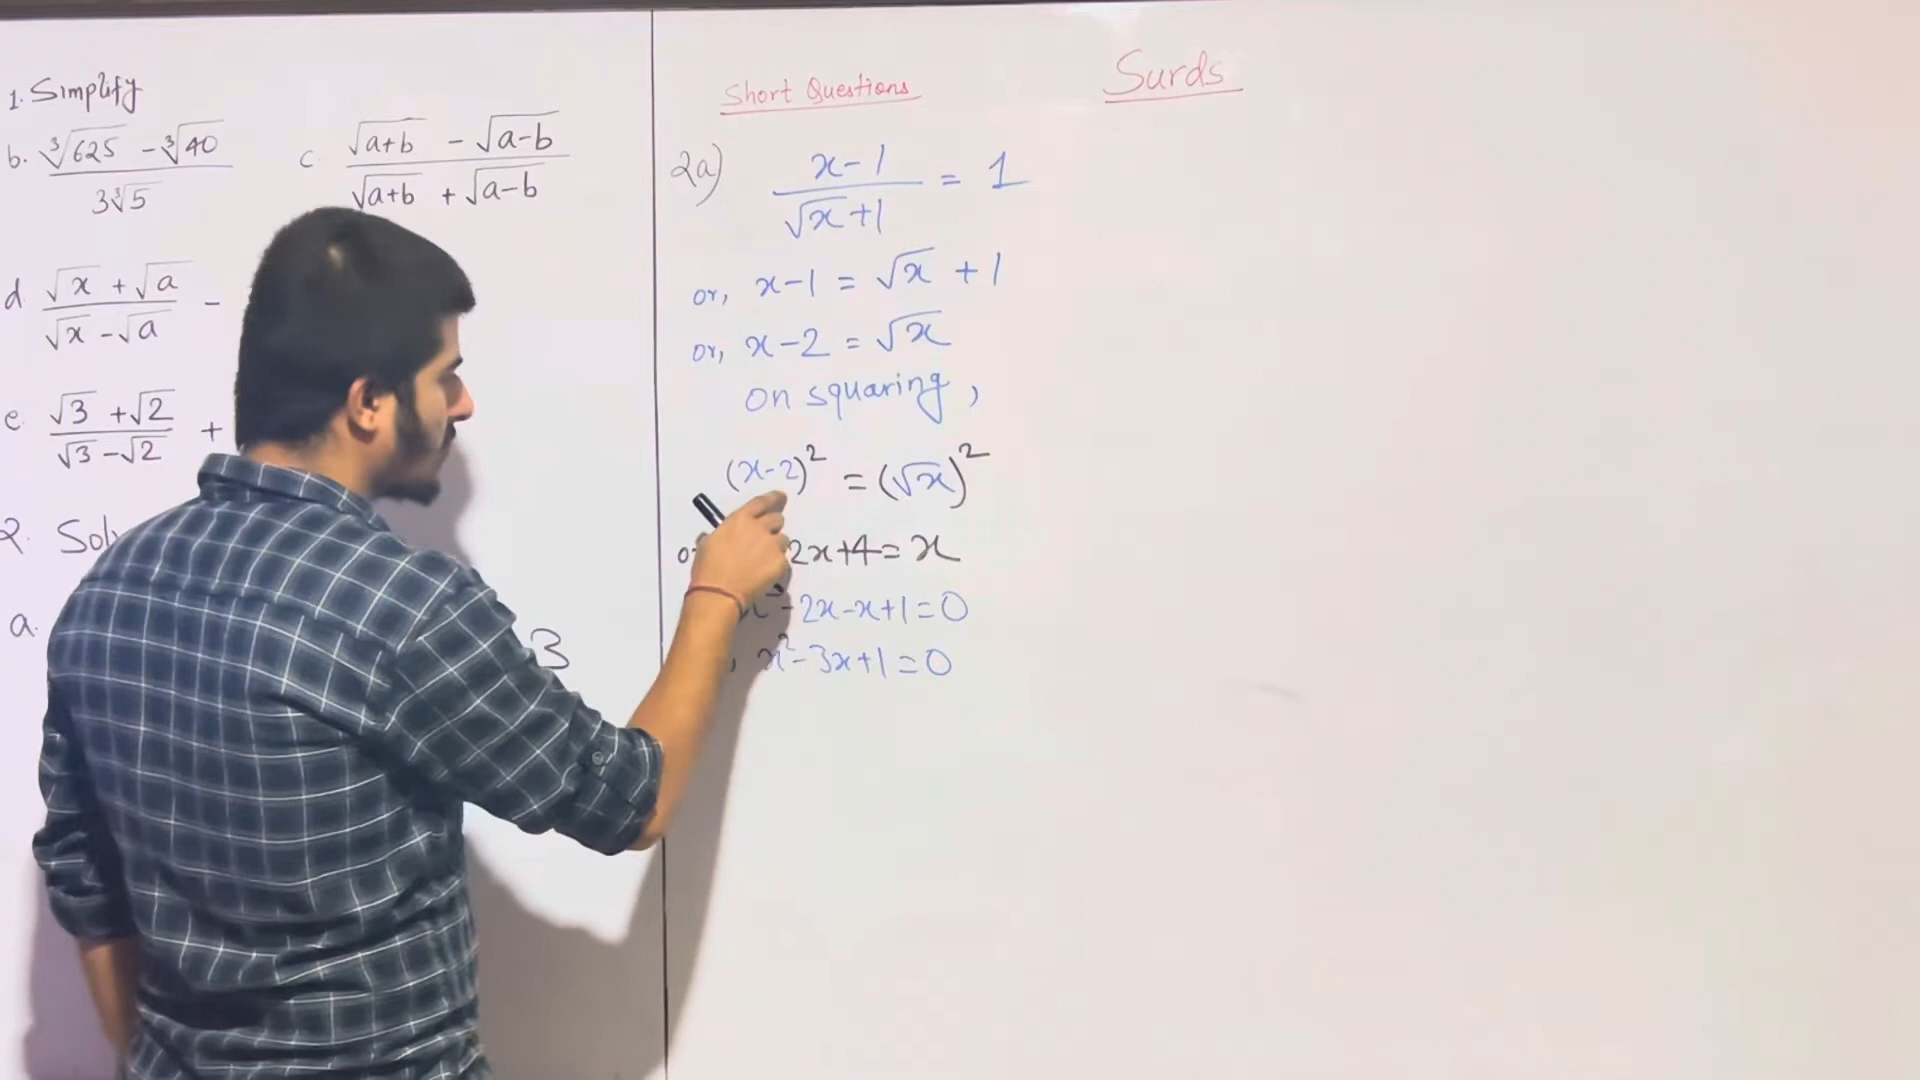 1. Simplify
b. (∛625 - ∛40) / 3∛5
c. (√(a+b) - √(a-b)) / (√(a+b) + √(a-b))
d (√x + √a) / (√x - √a) -
e. (√3 + √2) / (√3 - √2) +
2.
a.
3
Short Questions
Surds
2a) (x-1) / (√x+1) = 1
or, x-1 = √x + 1
or, x-2 = √x
on squaring,
(x-2)² = (√x)²
2x+4 = x
x² - 2x-x+1=0
, x²-3x+1=0